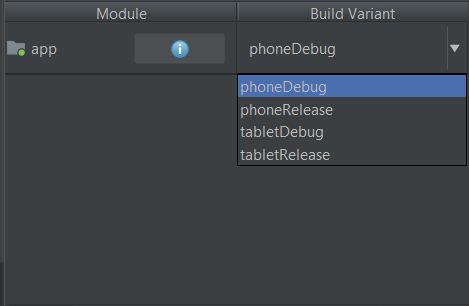 Module Build Variant
app phoneDebug
phoneDebug
phoneRelease
tabletDebug
tabletRelease